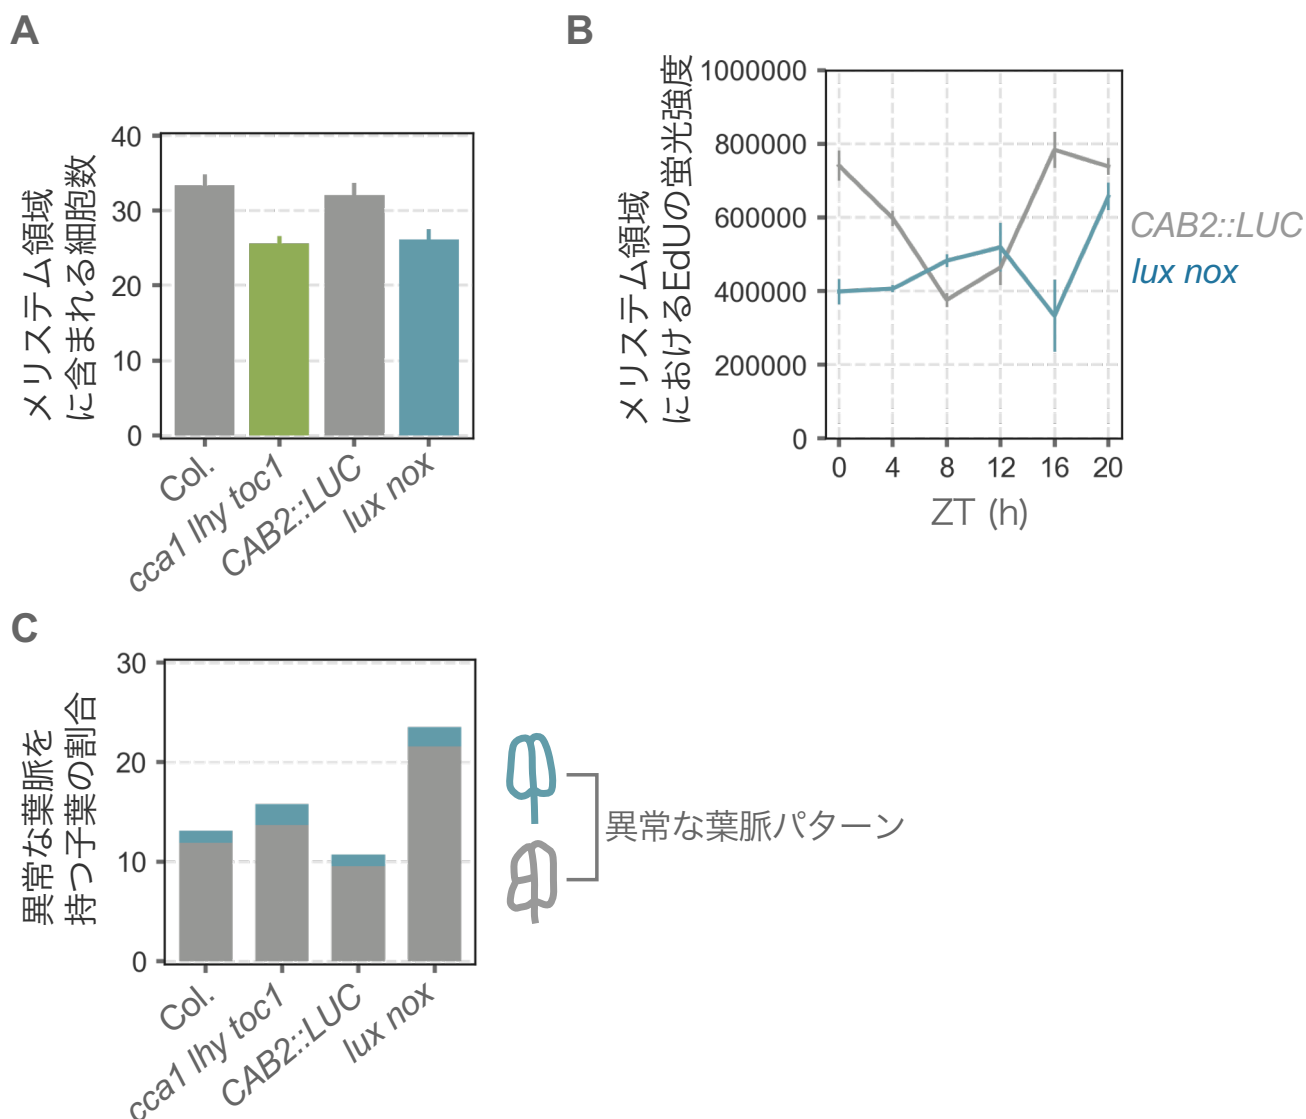 A
メリステム領域
に含まれる細胞数
40
30
20
10
0
Col.
cca1 lhy toc1
CAB2::LUC
lux nox
B
メリステム領域
におけるEdUの蛍光強度
1000000
800000
600000
400000
200000
0
0 4 8 12 16 20
ZT (h)
CAB2::LUC
lux nox
C
異常な葉脈を
持つ子葉の割合
30
20
10
0
Col.
cca1 lhy toc1
CAB2::LUC
lux nox
異常な葉脈パターン